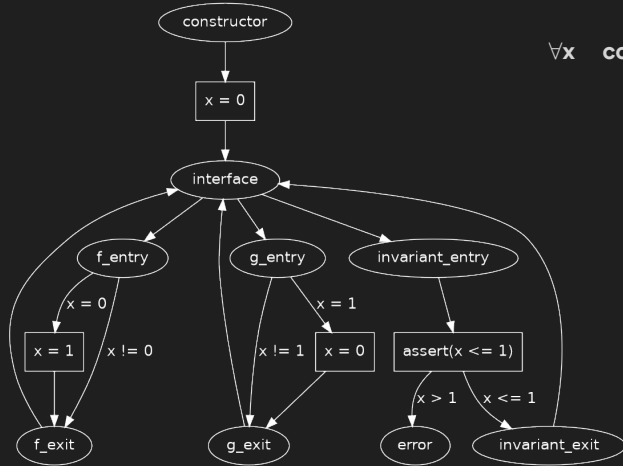 constructor
∀x
x = 0
interface
f_entry
g_entry
invariant_entry
x = 0
x = 1
x = 1
x != 0
x != 1
x = 0
assert(x <= 1)
x > 1
x <= 1
f_exit
g_exit
error
invariant_exit